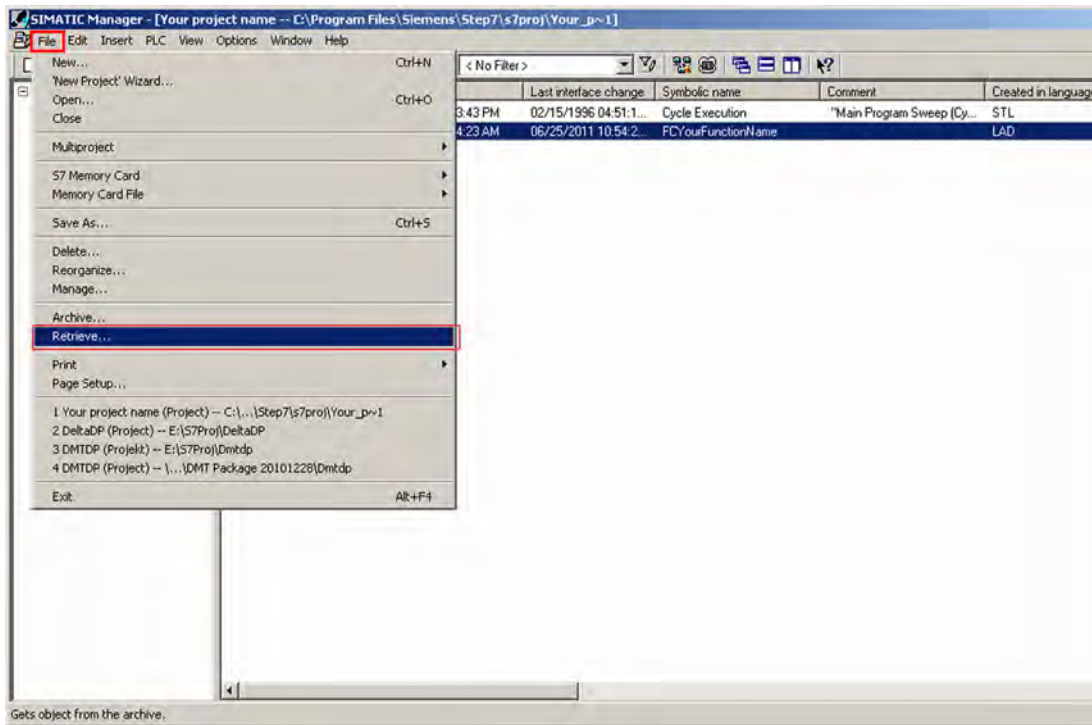 SIMATIC Manager - [Your project name -- C:\Program Files\Siemens\Step7\s7proj\Your_p~1]
File Edit Insert PLC View Options Window Help
< No Filter >
New... Ctrl+N
'New Project' Wizard...
Open... Ctrl+O
Close
Multiproject
S7 Memory Card
Memory Card File
Save As... Ctrl+S
Delete...
Reorganize...
Manage...
Archive...
Retrieve...
Print
Page Setup...
1 Your project name (Project) -- C:\...\Step7\s7proj\Your_p~1
2 DeltaDP (Project) -- E:\S7Proj\DeltaDP
3 DMTDP (Projekt) -- E:\S7Proj\Dmtdp
4 DMTDP (Project) -- \...\DMT Package 20101228\Dmtdp
Exit Alt+F4
Last interface change Symbolic name Comment Created in language
3:43 PM 02/15/1996 04:51:1... Cycle Execution "Main Program Sweep (Cy... STL
4:23 AM 06/25/2011 10:54:2... FCYourFunctionName LAD
Gets object from the archive.